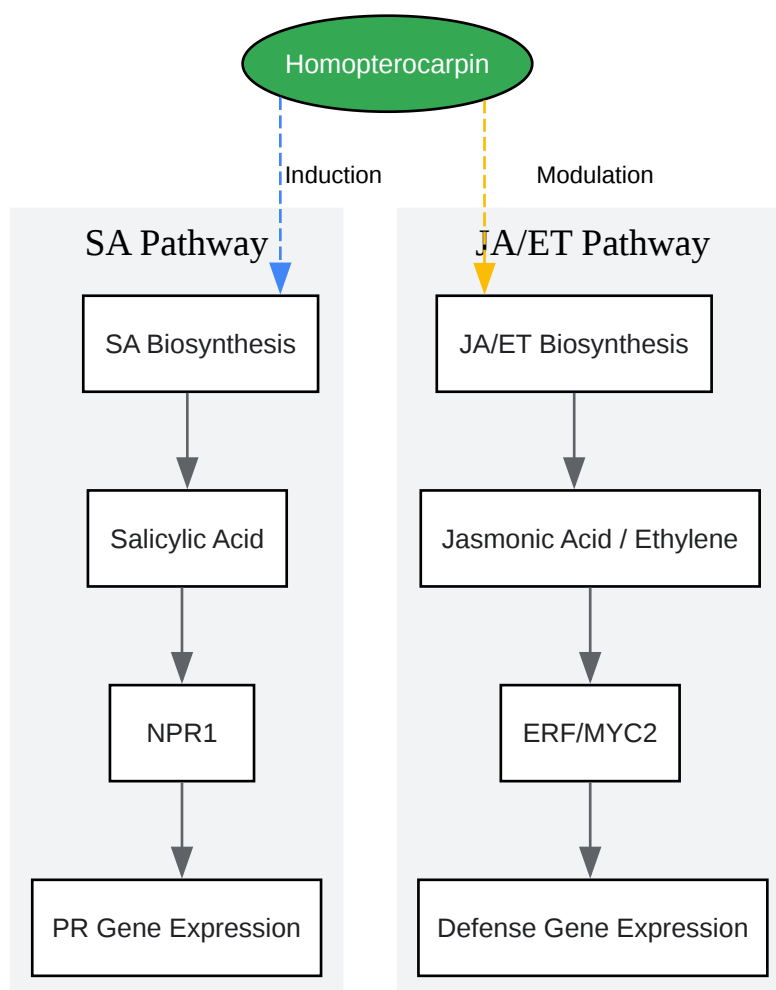 Homopterocarpin
Induction
Modulation
SA Pathway
JA/ET Pathway
SA Biosynthesis
JA/ET Biosynthesis
Salicylic Acid
Jasmonic Acid / Ethylene
NPR1
ERF/MYC2
PR Gene Expression
Defense Gene Expression